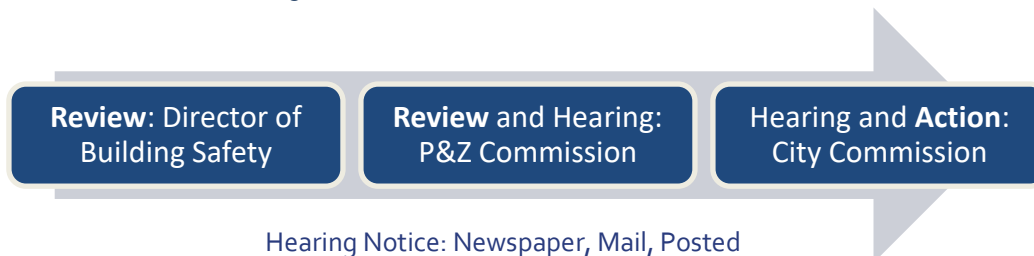 Review: Director of
Building Safety
Review and Hearing:
P&Z Commission
Hearing and Action:
City Commission
Hearing Notice: Newspaper, Mail, Posted